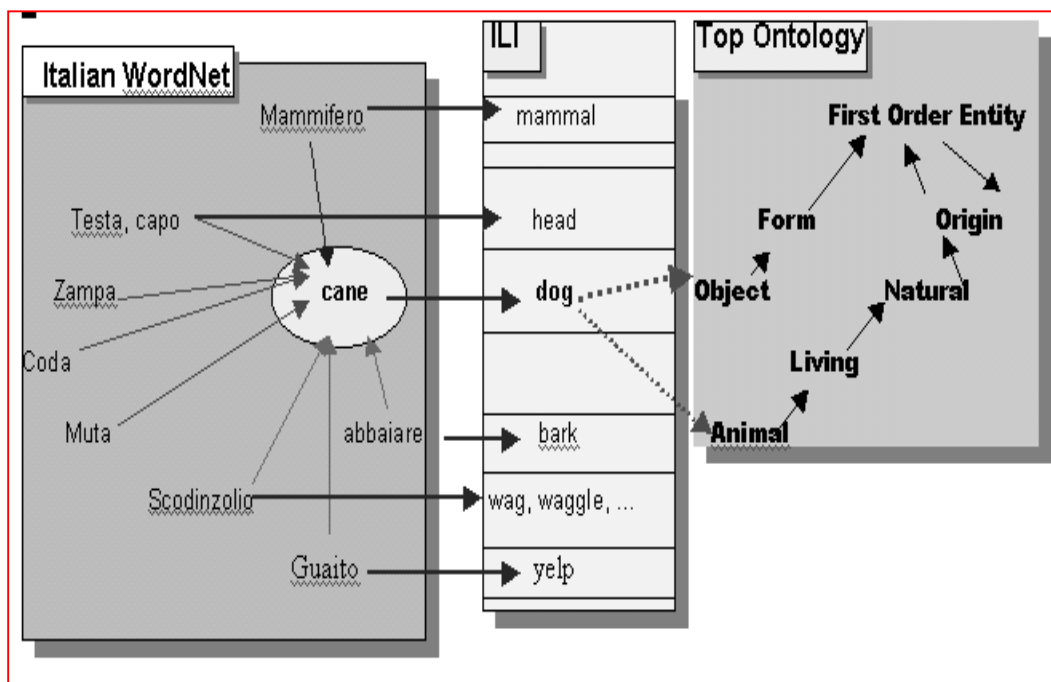 Italian WordNet
Mammifero
Testa, capo
Zampa
cane
Coda
Muta
abbaiare
Scodinzolio
Guaito
ILI
mammal
head
dog
bark
wag, waggle, ...
yelp
Top Ontology
First Order Entity
Form
Origin
Object
Natural
Living
Animal